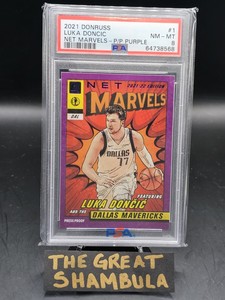 2021 DONRUSS #1
LUKA DONCIC NM - MT
NET MARVELS - P/P PURPLE 8
PSA 64738568
2021-22 EDITION
NET
MARVELS
DAL
DALLAS
77
FEATURING
LUKA DONČIĆ
AND THE
DALLAS MAVERICKS
PSA
THE GREAT
SHAMBULA